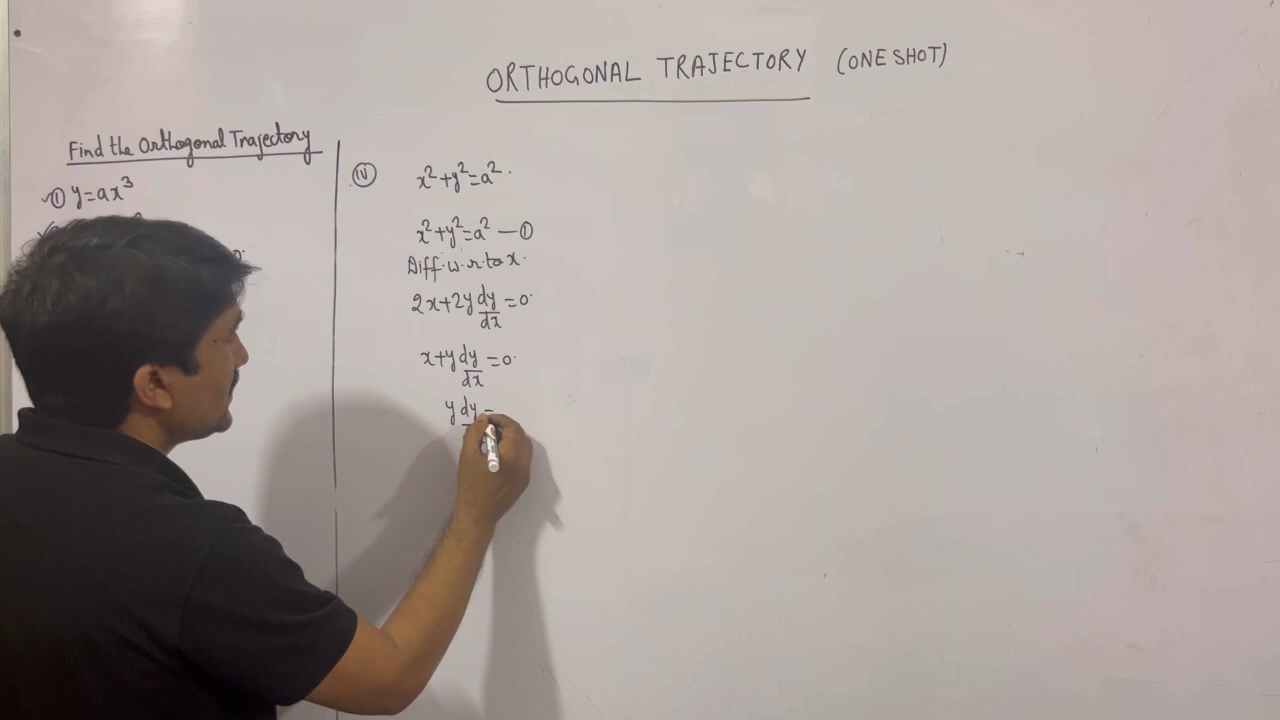 ORTHOGONAL TRAJECTORY (ONE SHOT)
Find the Orthogonal Trajectory
① y=ax³
Ⓘⓥ x²+y²=a².
x²+y²=a² —①
Diff·w·r·to x.
2x+2y dy/dx =0.
x+y dy/dx =0.
y dy =